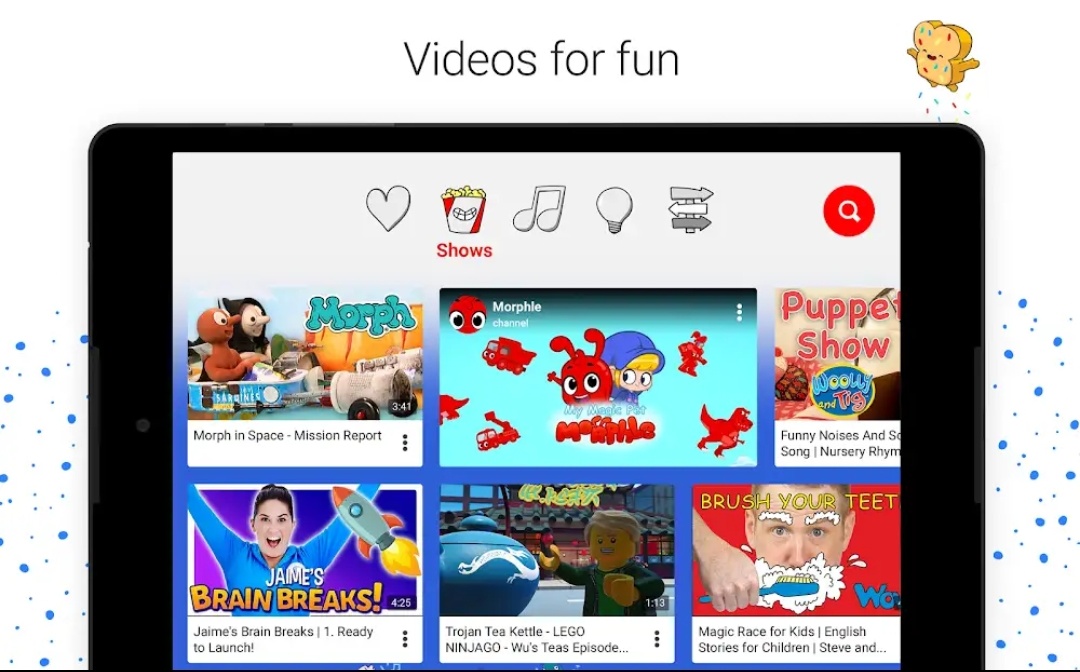 Videos for fun
Shows
Morph
3:41
Morph in Space - Mission Report
Morphle
channel
My Magic Pet
MORPHLE
Puppet
Show
WOOLLY
and TIG
Funny Noises And
Song | Nursery
JAIME'S
BRAIN BREAKS!
4:25
Jaime's Brain Breaks | 1. Ready
to Launch!
1:13
Trojan Tea Kettle - LEGO
NINJAGO - Wu's Teas Episode...
BRUSH YOUR TEET
Magic Race for Kids | English
Stories for Children | Steve and...